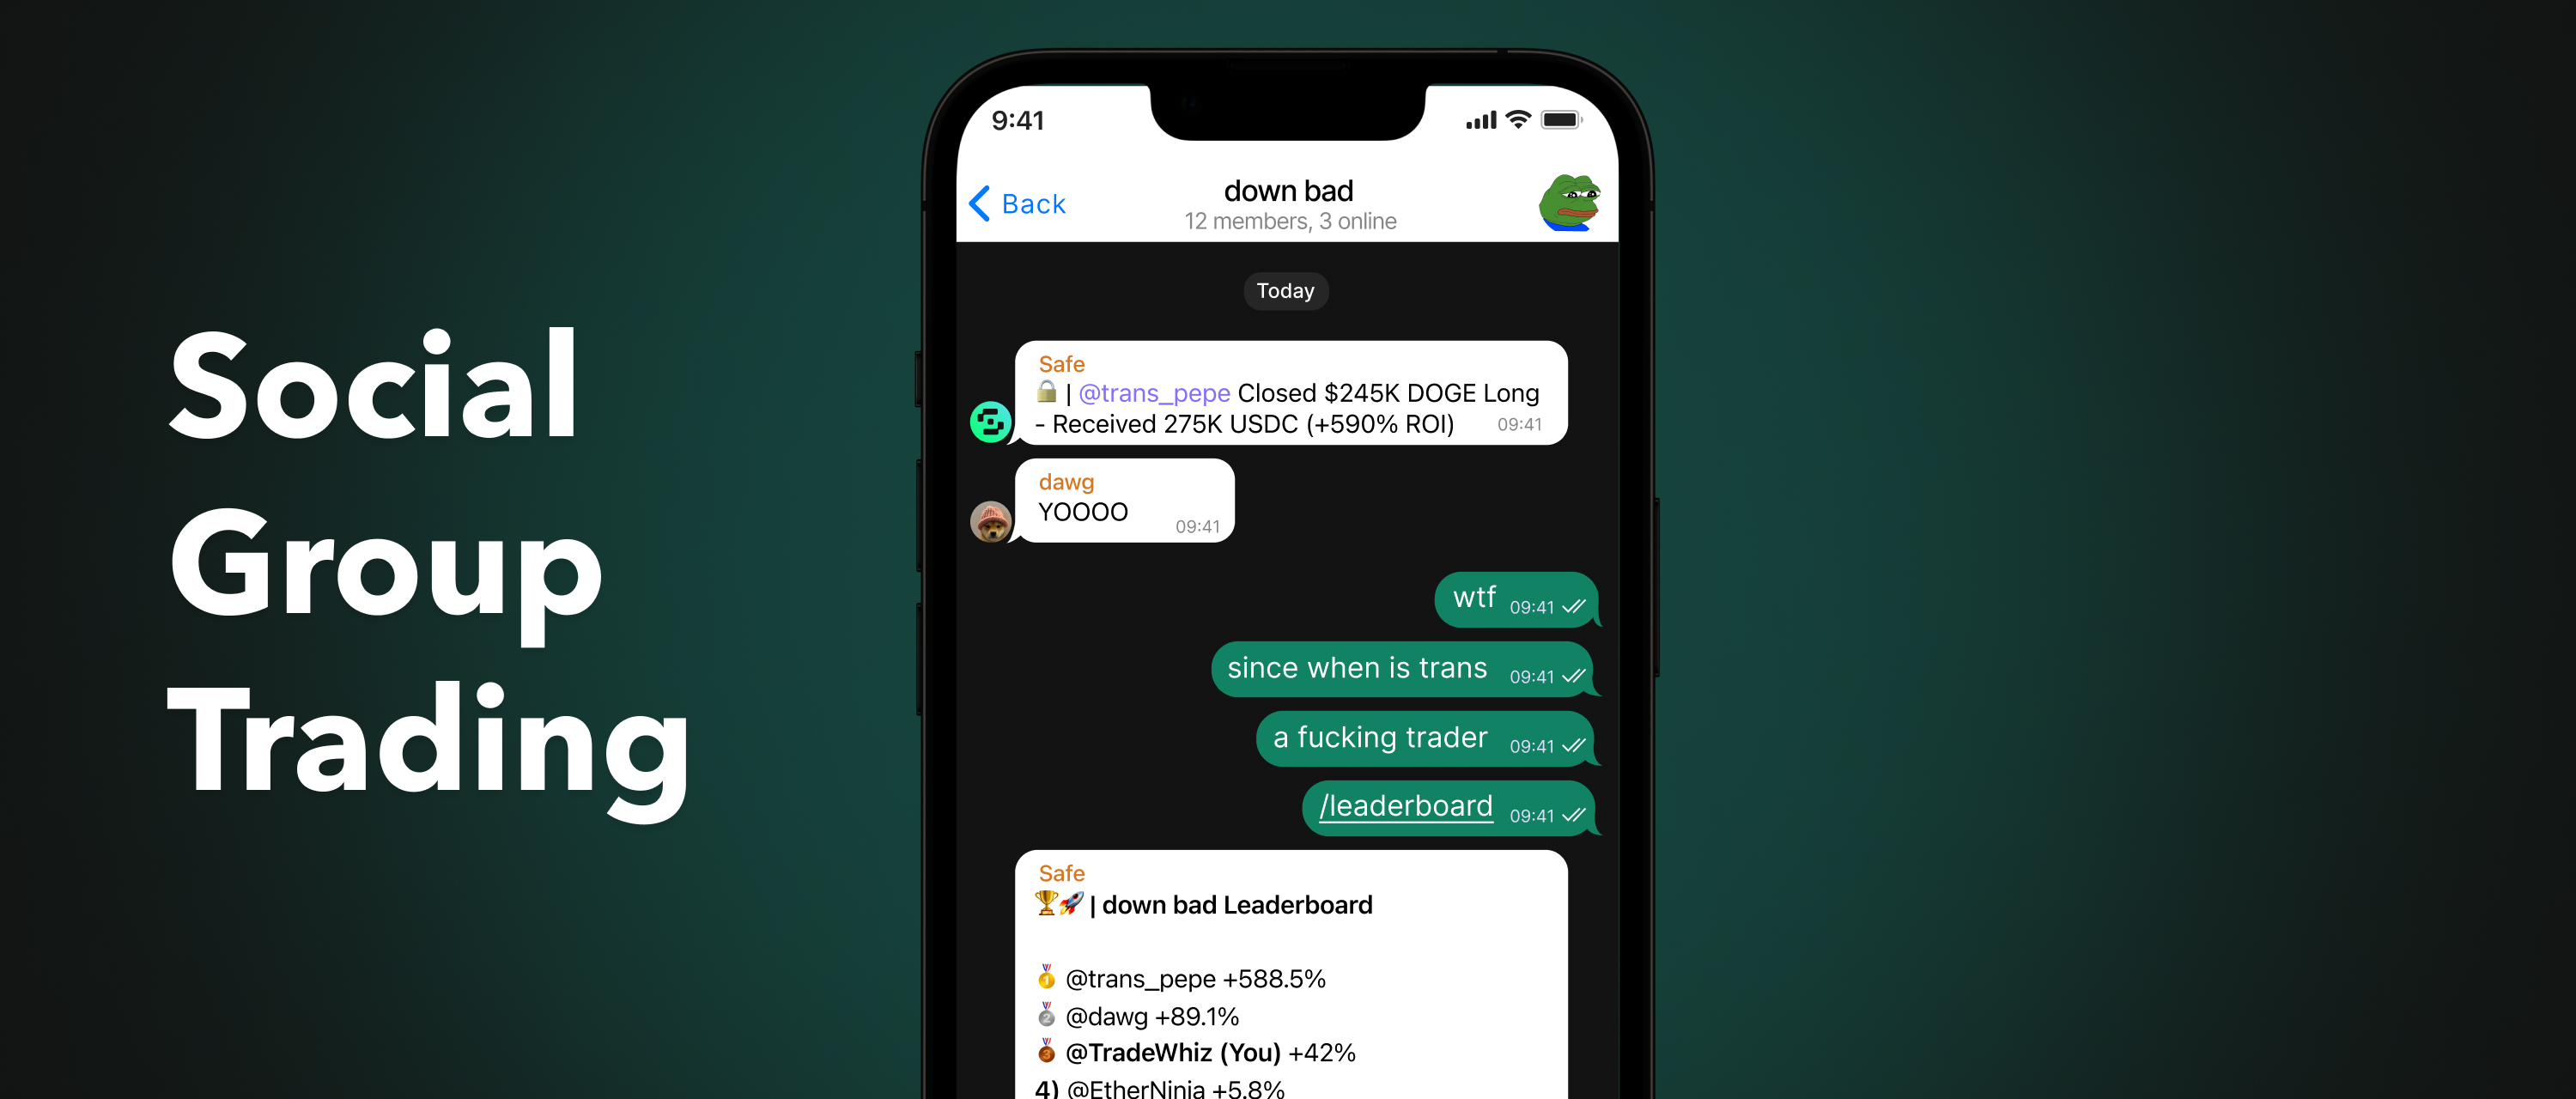 Social
Group
Trading
9:41
Back
down bad
12 members, 3 online
Today
Safe
🔒 | @trans_pepe Closed $245K DOGE Long
- Received 275K USDC (+590% ROI) 09:41
dawg
YOOOO 09:41
wtf 09:41
since when is trans 09:41
a fucking trader 09:41
/leaderboard 09:41
Safe
🏆🚀 | down bad Leaderboard
🥇 @trans_pepe +588.5%
🥈 @dawg +89.1%
🥉 @TradeWhiz (You) +42%
4) @EtherNinja +5.8%